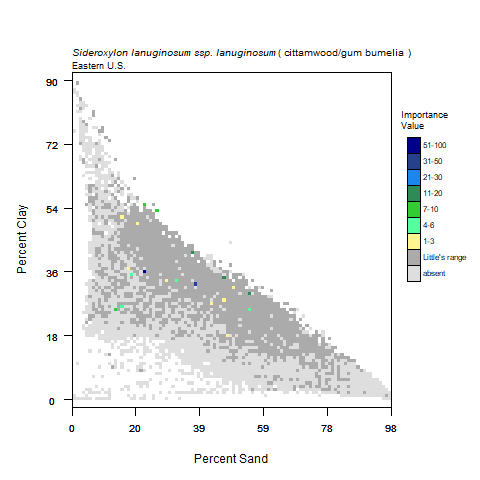 Sideroxylon lanuginosum ssp. lanuginosum ( cittamwood/gum bumelia )
Eastern U.S.
Importance
Value
51-100
31-50
21-30
11-20
7-10
4-6
1-3
Little's range
absent
90
72
54
36
18
0
Percent Clay
0 20 39 59 78 98
Percent Sand